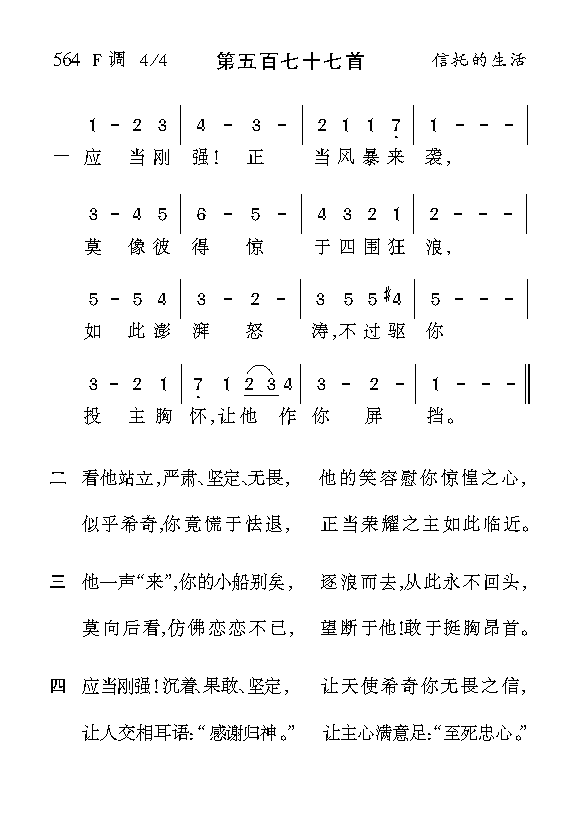 564 F调 4/4 第五百七十七首 信托的生活
1 - 2 3 | 4 - 3 - | 2 1 1 7̣ | 1 - - - |
一 应 当刚 强! 正 当风暴来 袭,
3 - 4 5 | 6 - 5 - | 4 3 2 1 | 2 - - - |
莫 像彼 得 惊 于四围狂 浪,
5 - 5 4 | 3 - 2 - | 3 5 5 #4 | 5 - - - |
如 此澎 湃 怒 涛,不过驱 你
3 - 2 1 | 7̣ 1 2 3 4 | 3 - 2 - | 1 - - - ‖
投 主胸 怀,让他 作 你 屏 挡。
二 看他站立,严肃、坚定、无畏, 他的笑容慰你惊惶之心,
似乎希奇,你竟慌于怯退, 正当荣耀之主如此临近。
三 他一声“来”,你的小船别矣, 逐浪而去,从此永不回头,
莫向后看,仿佛恋恋不已, 望断于他!敢于挺胸昂首。
四 应当刚强!沉着、果敢、坚定, 让天使希奇你无畏之信,
让人交相耳语:“感谢归神。” 让主心满意足:“至死忠心。”